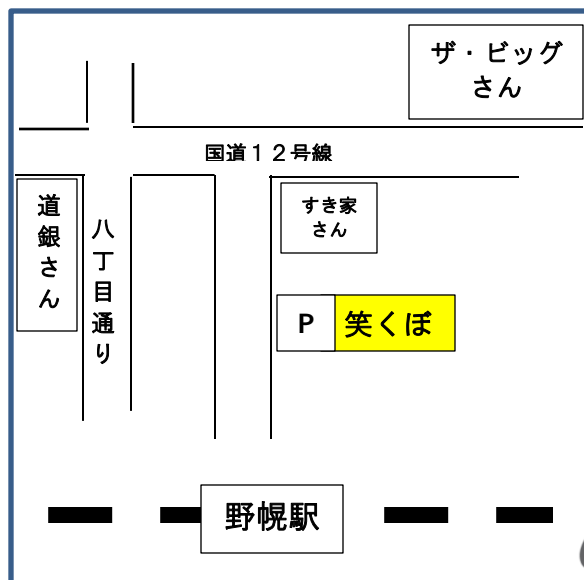 ザ・ビッグ
さん
国道１２号線
道銀さん
八丁目通り
すき家
さん
P
笑くぼ
野幌駅